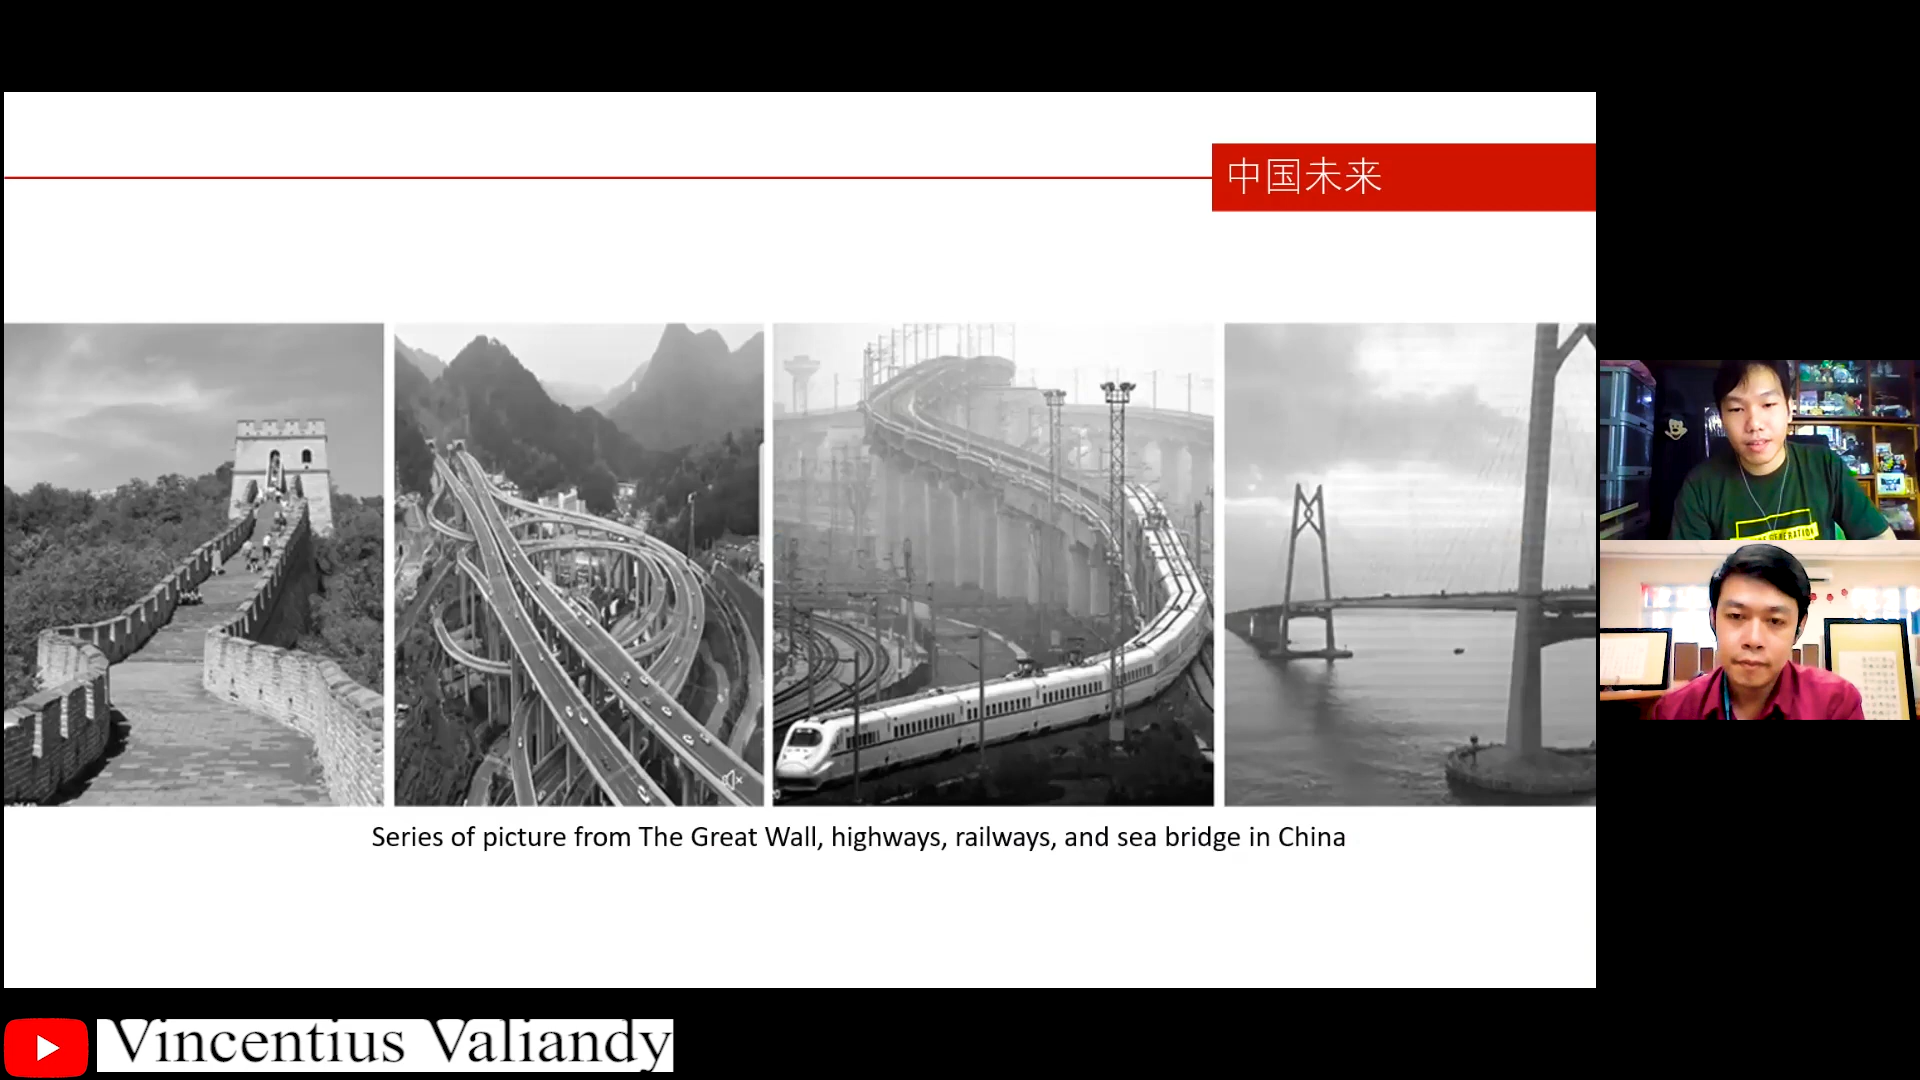 中国未来
Series of picture from The Great Wall, highways, railways, and sea bridge in China
GENERATION
Vincentius Valiandy